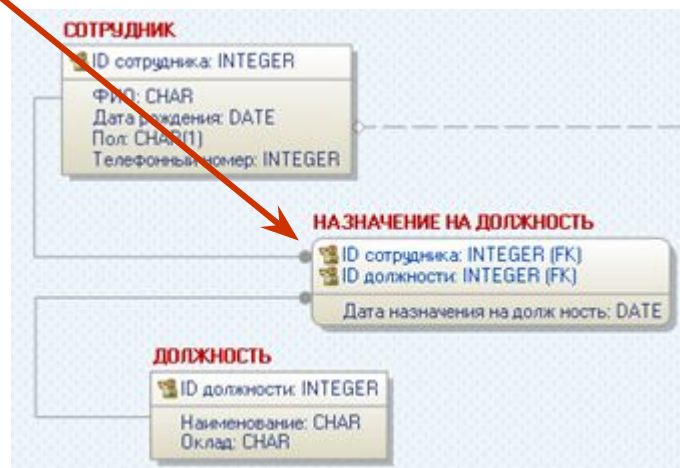 СОТРУДНИК
ID сотрудника: INTEGER
ФИО: CHAR
Дата рождения: DATE
Пол: CHAR(1)
Телефонный номер: INTEGER
НАЗНАЧЕНИЕ НА ДОЛЖНОСТЬ
ID сотрудника: INTEGER (FK)
ID должности: INTEGER (FK)
Дата назначения на долж ность: DATE
ДОЛЖНОСТЬ
ID должности: INTEGER
Наименование: CHAR
Оклад: CHAR